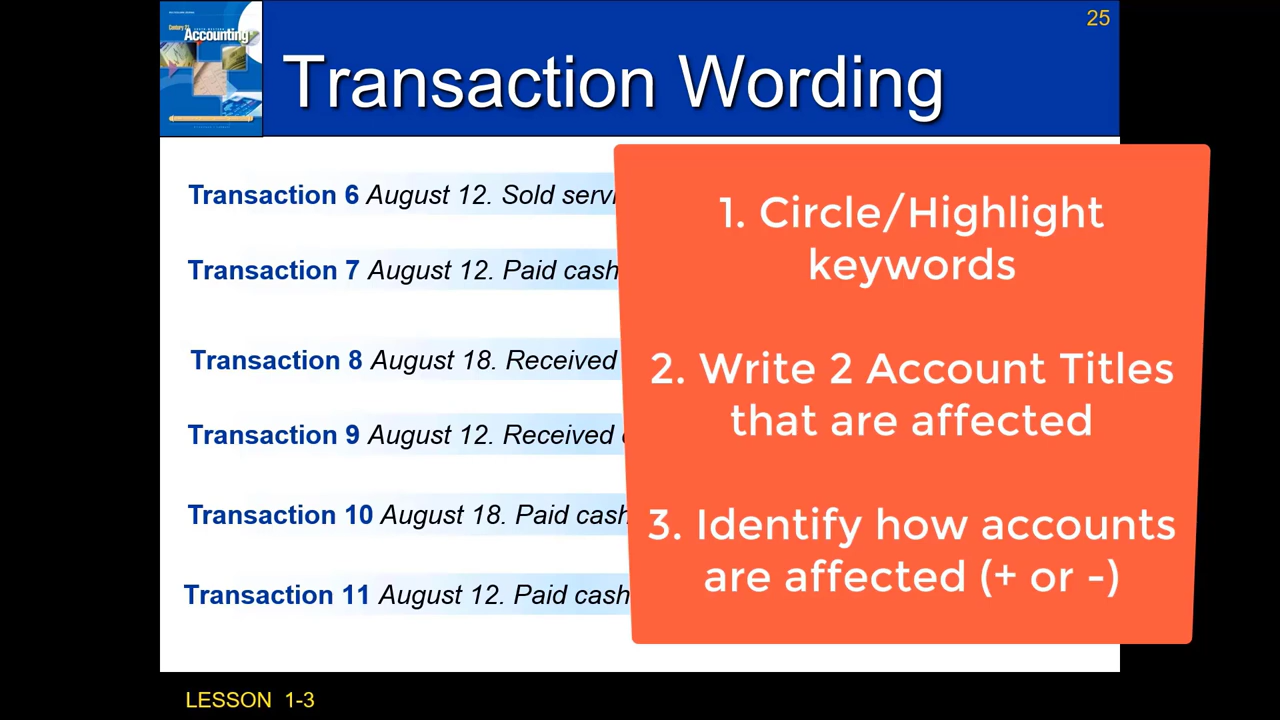 25
Century 21
Accounting
Transaction Wording
Transaction 6 August 12. Sold servi
Transaction 7 August 12. Paid cash
Transaction 8 August 18. Received
Transaction 9 August 12. Received
Transaction 10 August 18. Paid cash
Transaction 11 August 12. Paid cash
1. Circle/Highlight
keywords
2. Write 2 Account Titles
that are affected
3. Identify how accounts
are affected (+ or -)
LESSON 1-3